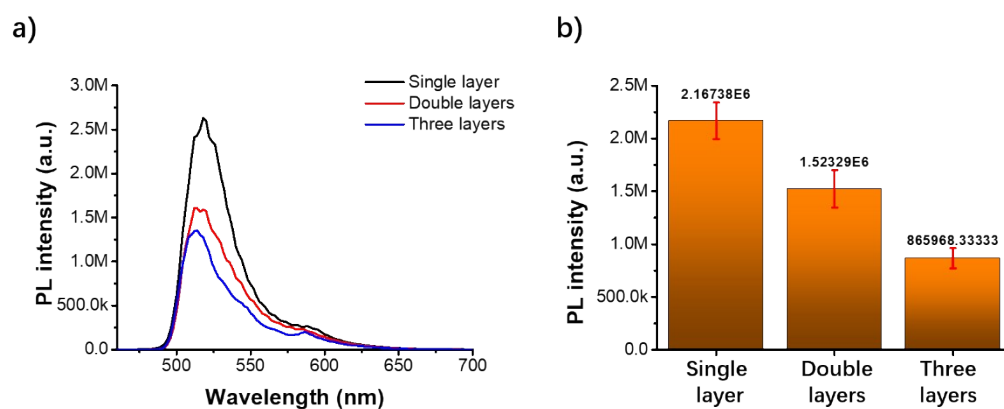 a)
3.0M
2.5M
2.0M
1.5M
1.0M
500.0k
0.0
PL intensity (a.u.)
500
550
600
650
700
Wavelength (nm)
Single layer
Double layers
Three layers
b)
2.5M
2.0M
1.5M
1.0M
500.0k
0.0
PL intensity (a.u.)
2.16738E6
1.52329E6
865968.33333
Single
layer
Double
layers
Three
layers